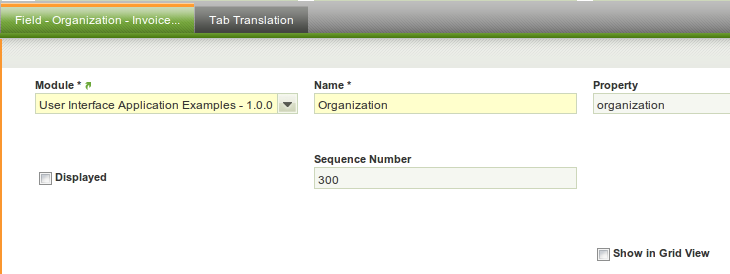 Field - Organization - Invoice... Tab Translation
Module * Name * Property
User Interface Application Examples - 1.0.0 Organization organization
Sequence Number
Displayed
300
Show in Grid View